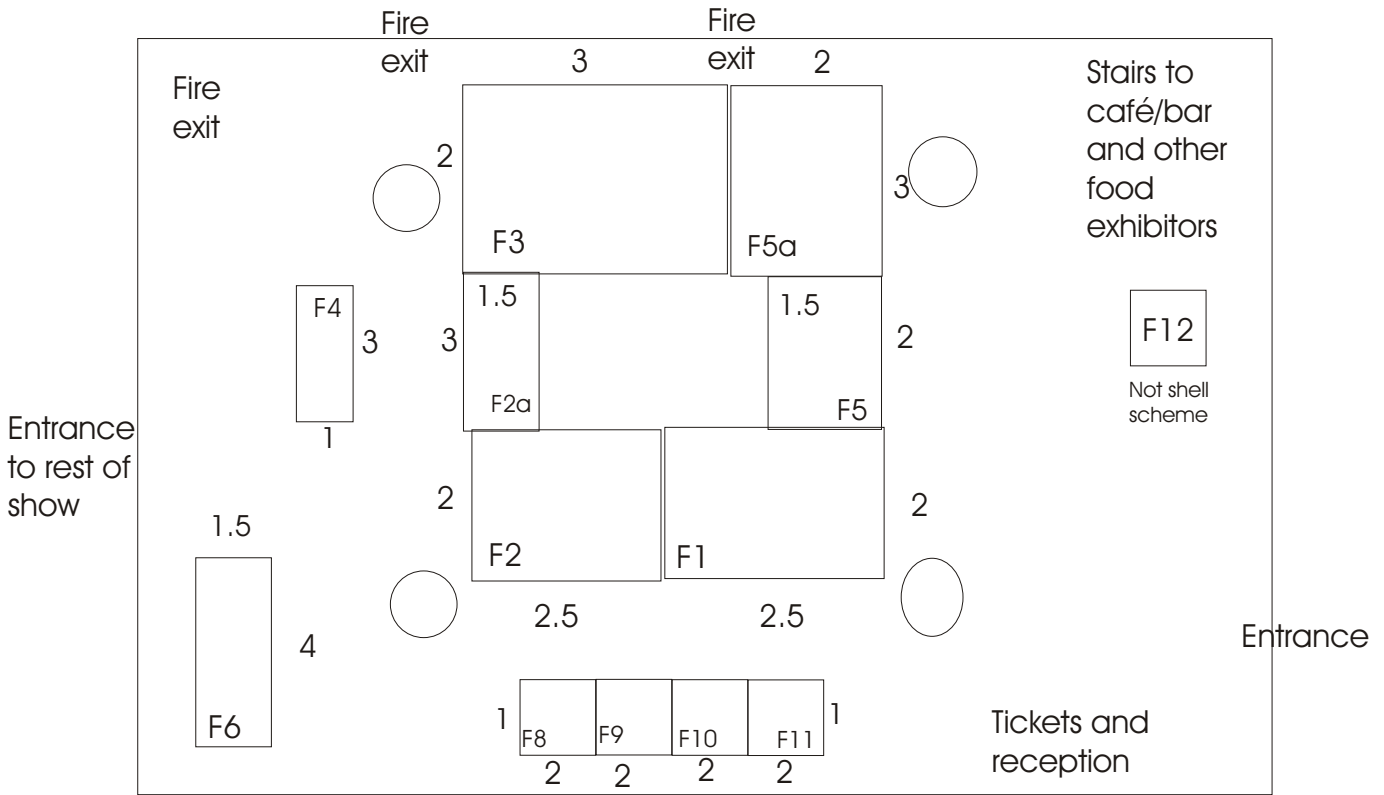 Fire
exit
Fire
exit
3
2
Fire
exit
Stairs to
café/bar
and other
food
exhibitors
2
3
F3
F5a
F4
3
1
3
1.5
F2a
1.5
2
F5
F12
Not shell
scheme
Entrance
to rest of
show
2
F2
F1
2
2.5
2.5
1.5
4
F6
Entrance
1
F8
F9
F10
F11
1
2
2
2
2
Tickets and
reception